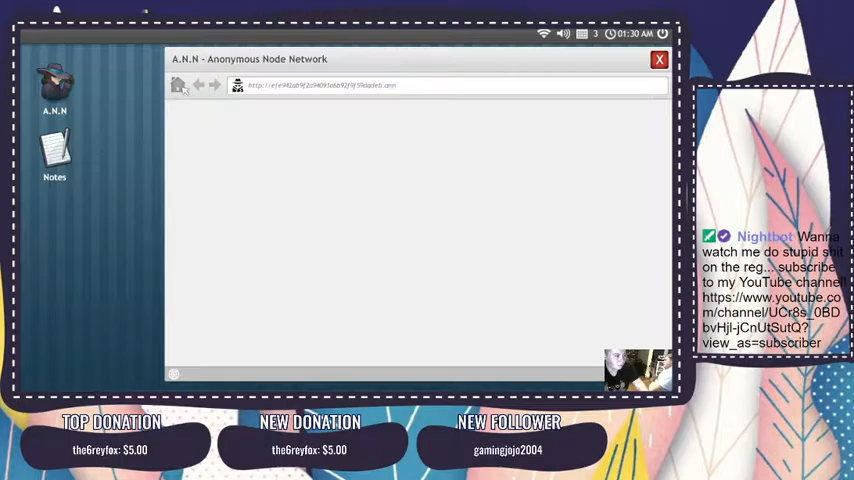 3 01:30 AM
A.N.N - Anonymous Node Network
X
A.N.N
Notes
Nightbot Wanna
watch me do stupid shit
on the reg... subscribe
to my YouTube channel!
https://www.youtube.co
m/channel/UCr8s_0BD
bvHjl-jCnUtSutQ?
view_as=subscriber
TOP DONATION
the6reyfox: $5.00
NEW DONATION
the6reyfox: $5.00
NEW FOLLOWER
gamingjojo2004